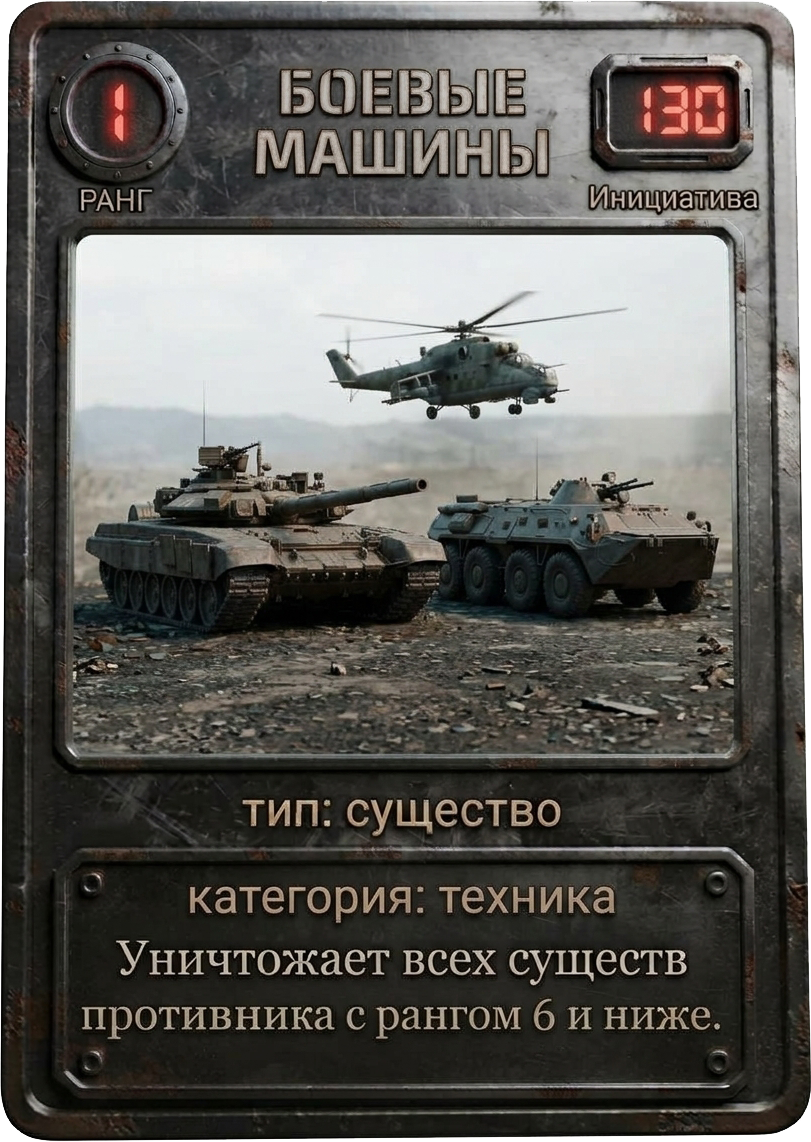 1
БОЕВЫЕ
МАШИНЫ
130
РАНГ
Инициатива
тип: существо
категория: техника
Уничтожает всех существ
противника с рангом 6 и ниже.